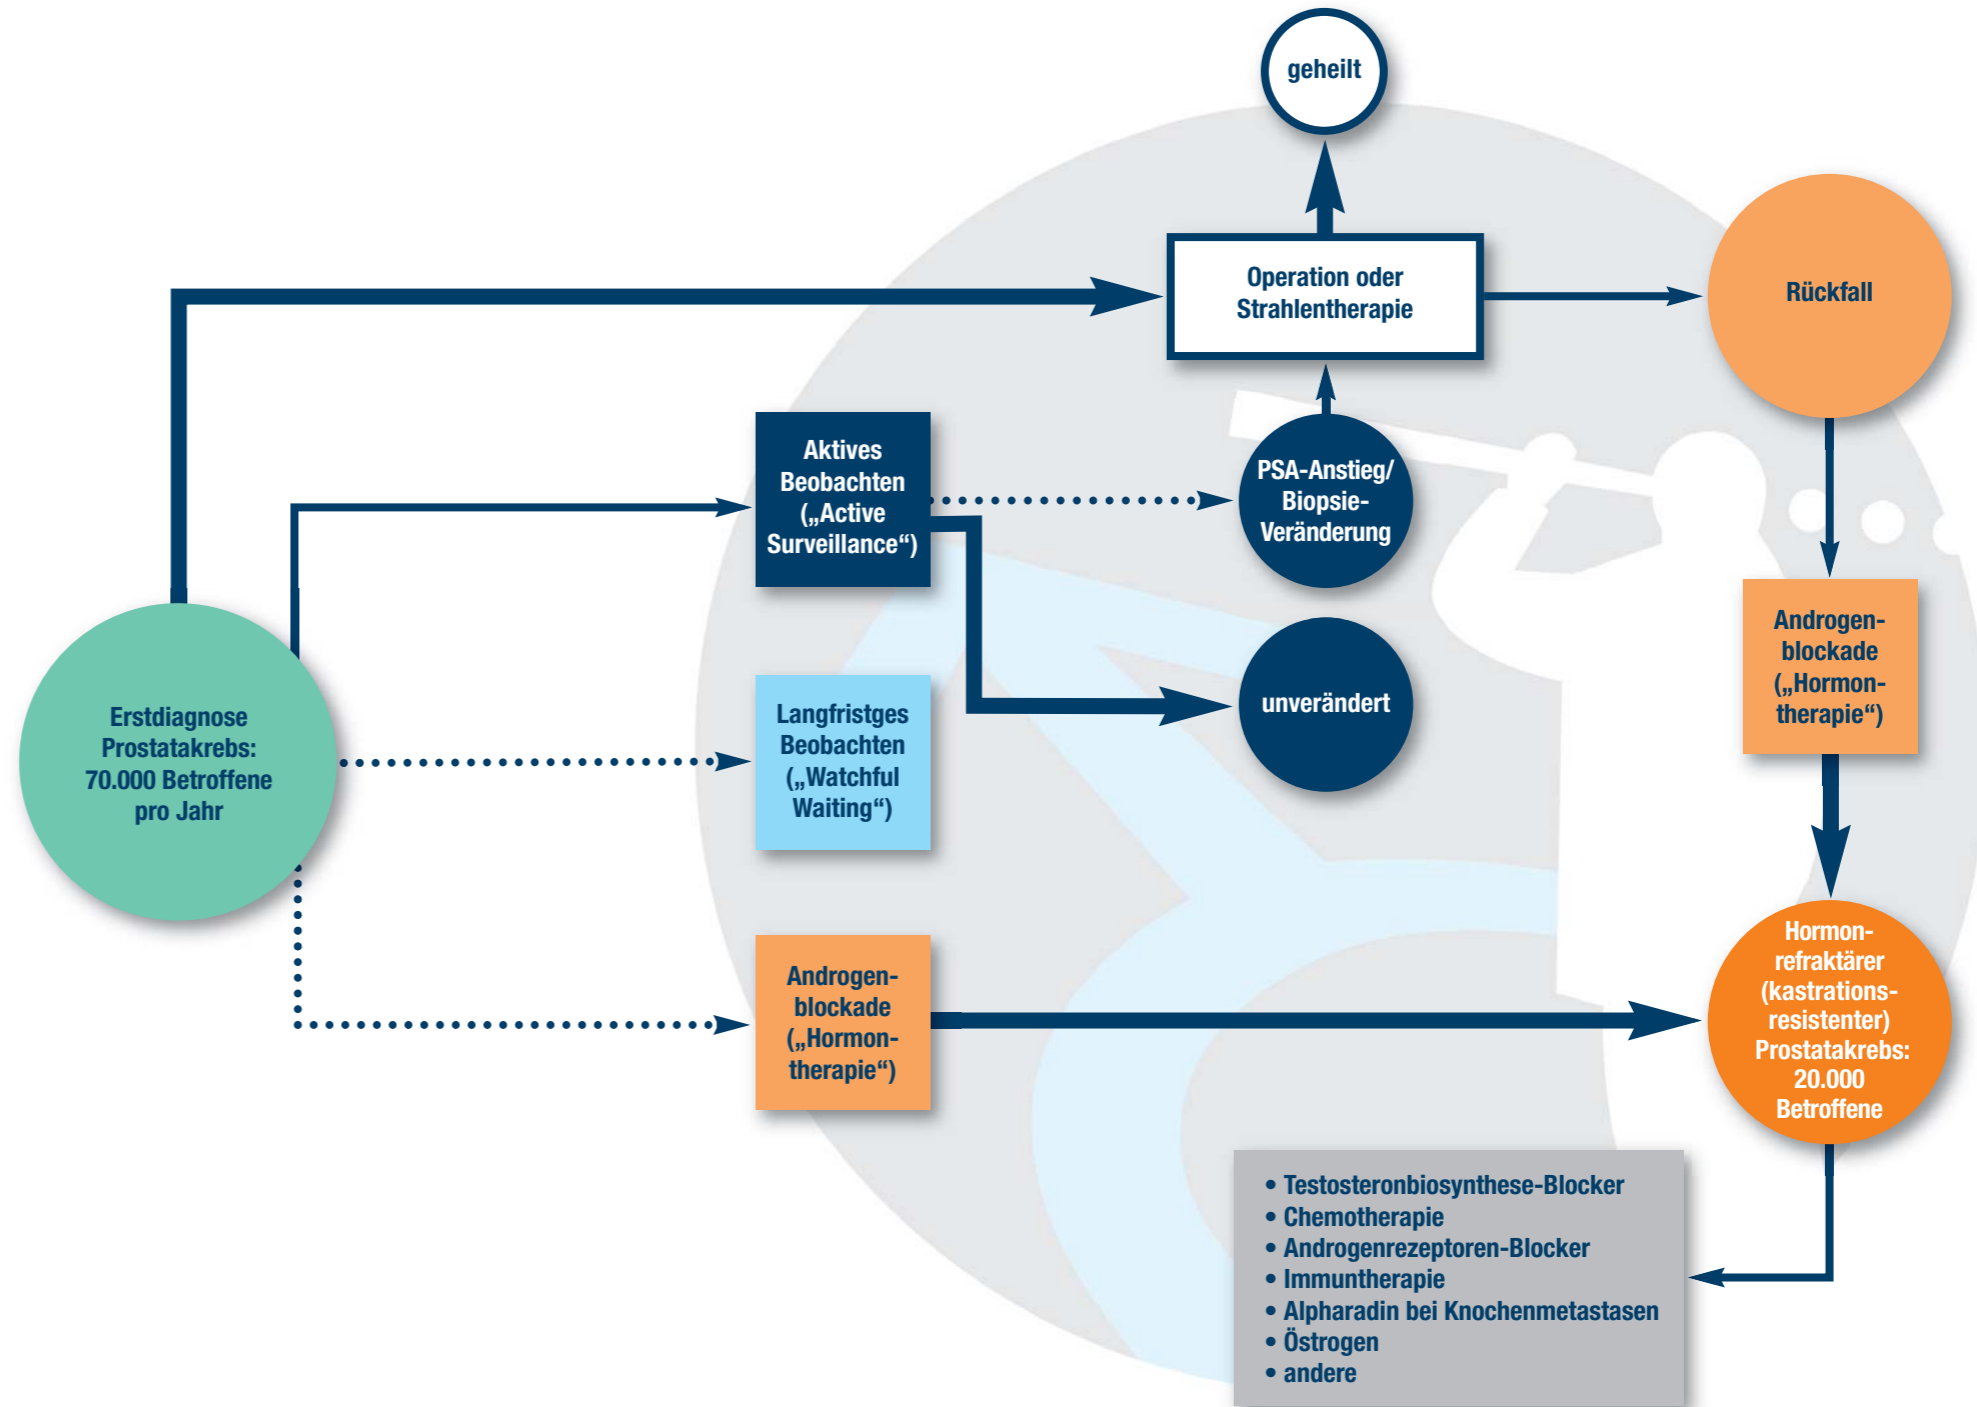 geheilt
Operation oder
Strahlentherapie
Rückfall
Aktives
Beobachten
(„Active
Surveillance“)
PSA-Anstieg/
Biopsie-
Veränderung
Androgen-
blockade
(„Hormon-
therapie“)
Erstdiagnose
Prostatakrebs:
70.000 Betroffene
pro Jahr
Langfristges
Beobachten
(„Watchful
Waiting“)
unverändert
Androgen-
blockade
(„Hormon-
therapie“)
Hormon-
refraktärer
(kastrations-
resistenter)
Prostatakrebs:
20.000
Betroffene
• Testosteronbiosynthese-Blocker
• Chemotherapie
• Androgenrezeptoren-Blocker
• Immuntherapie
• Alpharadin bei Knochenmetastasen
• Östrogen
• andere